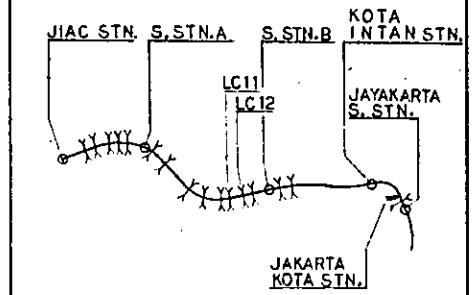 JIAC STN.
S. STN. A
S. STN. B
KOTA
INTAN STN.
LC11
LC12
JAYAKARTA
S. STN.
JAKARTA
KOTA STN.